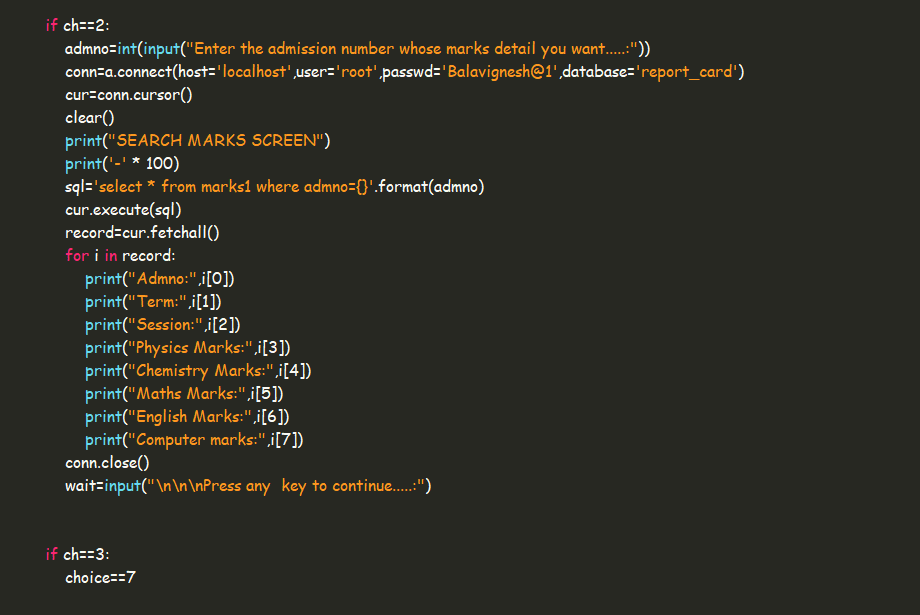 if ch==2:
admno=int(input("Enter the admission number whose marks detail you want.....:"))
conn=a.connect(host='localhost',user='root',passwd='Balavignesh@1',database='report_card')
cur=conn.cursor()
clear()
print("SEARCH MARKS SCREEN")
print('-' * 100)
sql='select * from marks1 where admno={}'.format(admno)
cur.execute(sql)
record=cur.fetchall()
for i in record:
print("Admno:",i[0])
print("Term:",i[1])
print("Session:",i[2])
print("Physics Marks:",i[3])
print("Chemistry Marks:",i[4])
print("Maths Marks:",i[5])
print("English Marks:",i[6])
print("Computer marks:",i[7])
conn.close()
wait=input("\n\n\nPress any  key to continue.....:")
if ch==3:
choice==7